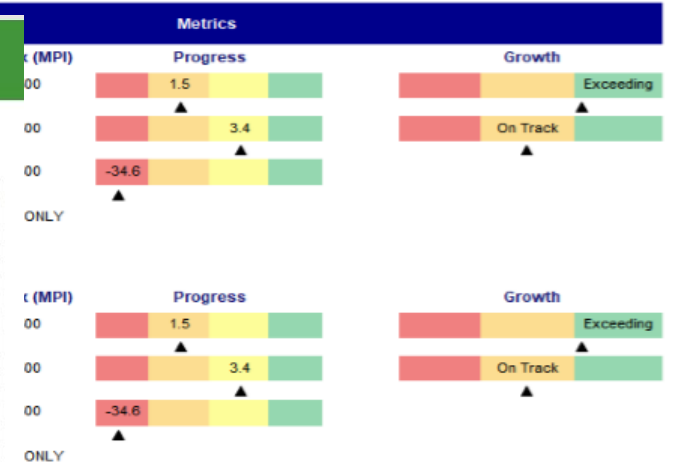 Metrics
(MPI) Progress Growth
00 1.5 Exceeding
00 3.4 On Track
00 -34.6
ONLY
(MPI) Progress Growth
00 1.5 Exceeding
00 3.4 On Track
00 -34.6
ONLY